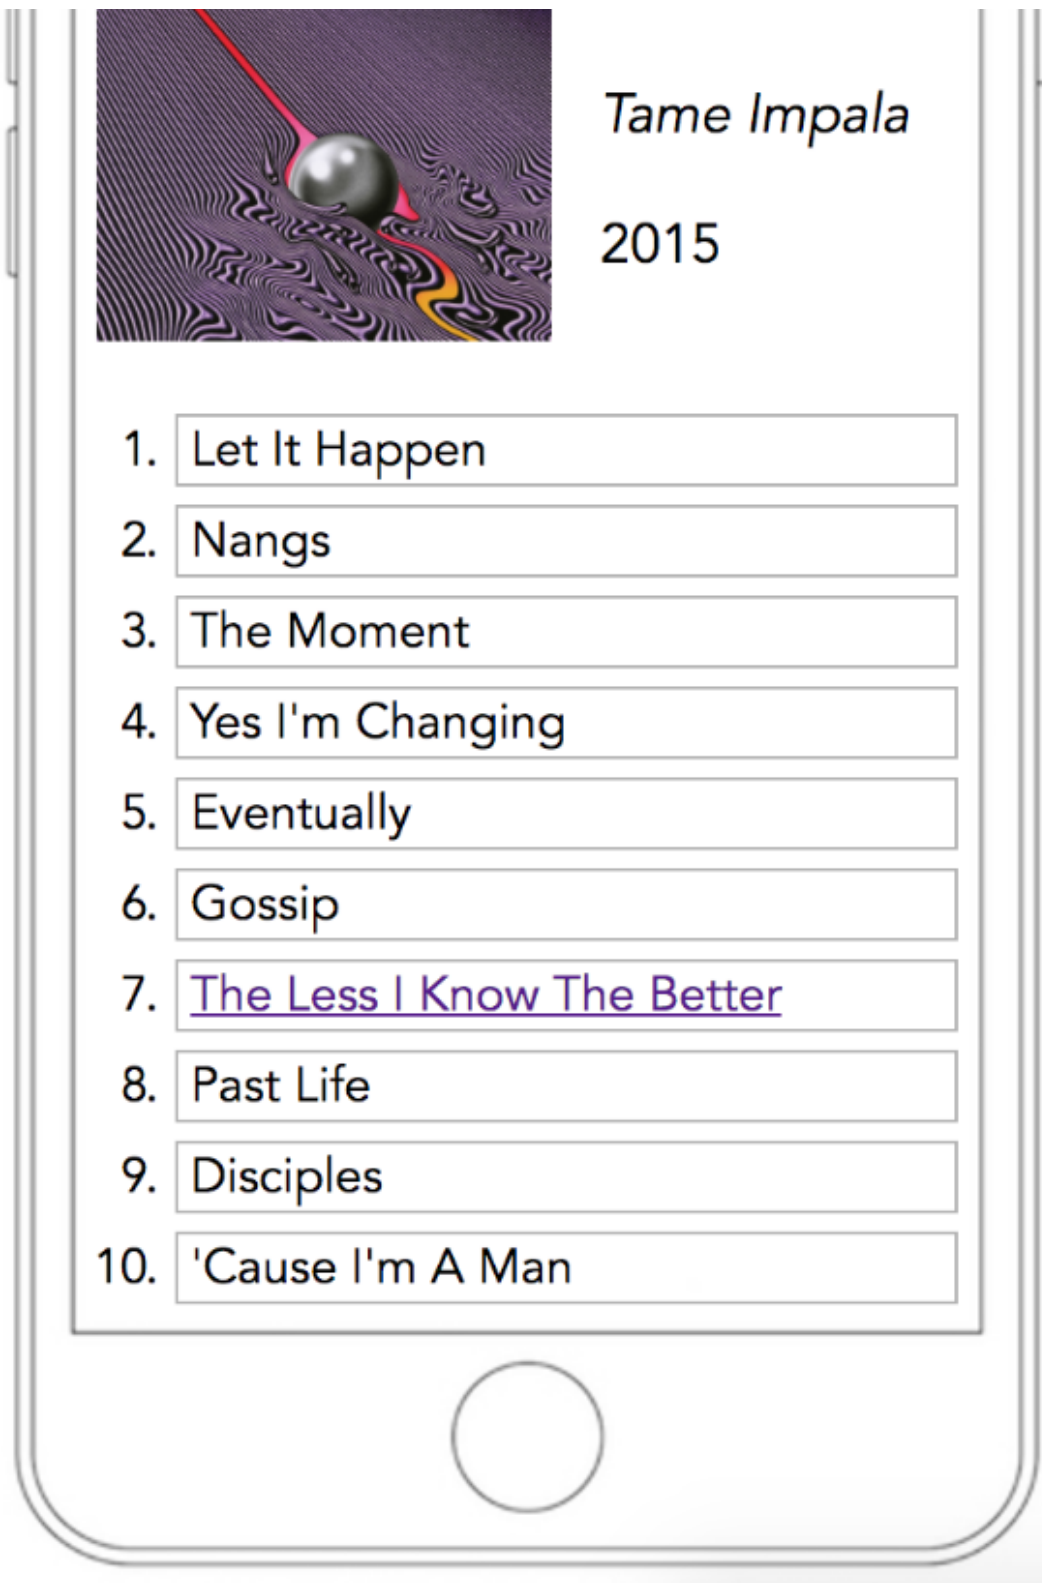 Tame Impala
2015
1. Let It Happen
2. Nangs
3. The Moment
4. Yes I'm Changing
5. Eventually
6. Gossip
7. The Less I Know The Better
8. Past Life
9. Disciples
10. 'Cause I'm A Man